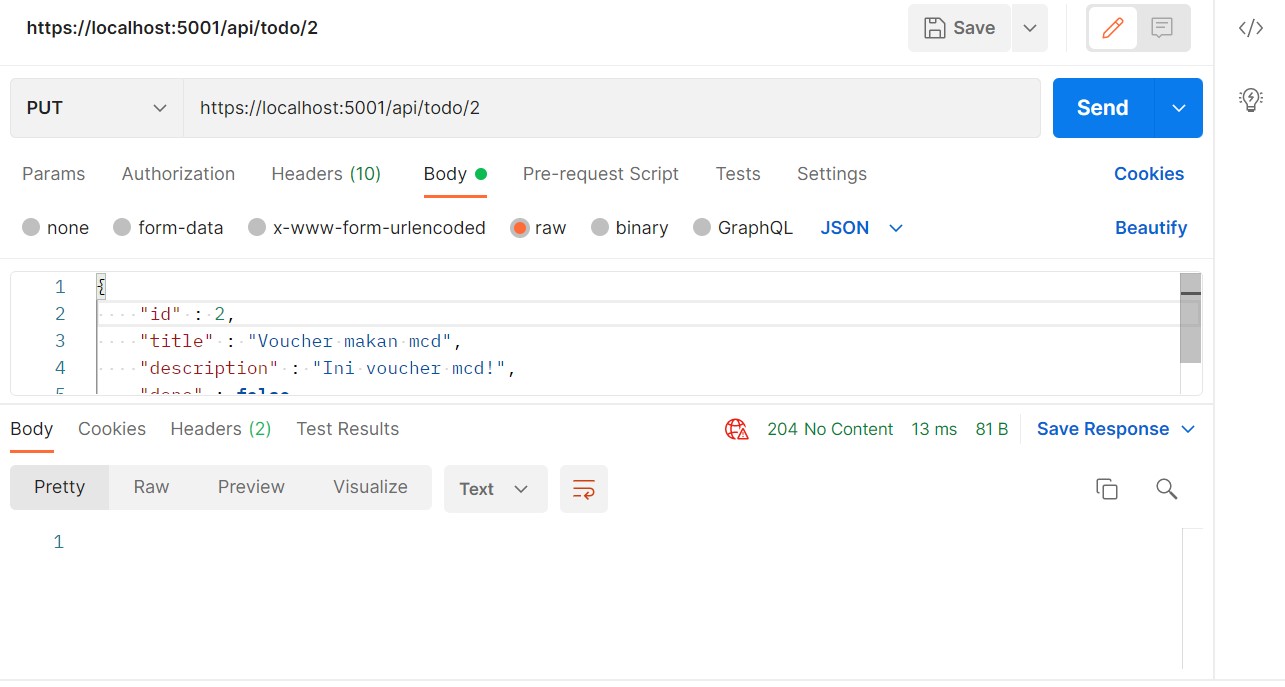 https://localhost:5001/api/todo/2 Save
PUT https://localhost:5001/api/todo/2 Send
Params Authorization Headers (10) Body Pre-request Script Tests Settings Cookies
none form-data x-www-form-urlencoded raw binary GraphQL JSON Beautify
1 {
2 "id" : 2,
3 "title" : "Voucher makan mcd",
4 "description" : "Ini voucher mcd!",
5 "done" : false
Body Cookies Headers (2) Test Results 204 No Content 13 ms 81 B Save Response
Pretty Raw Preview Visualize Text
1